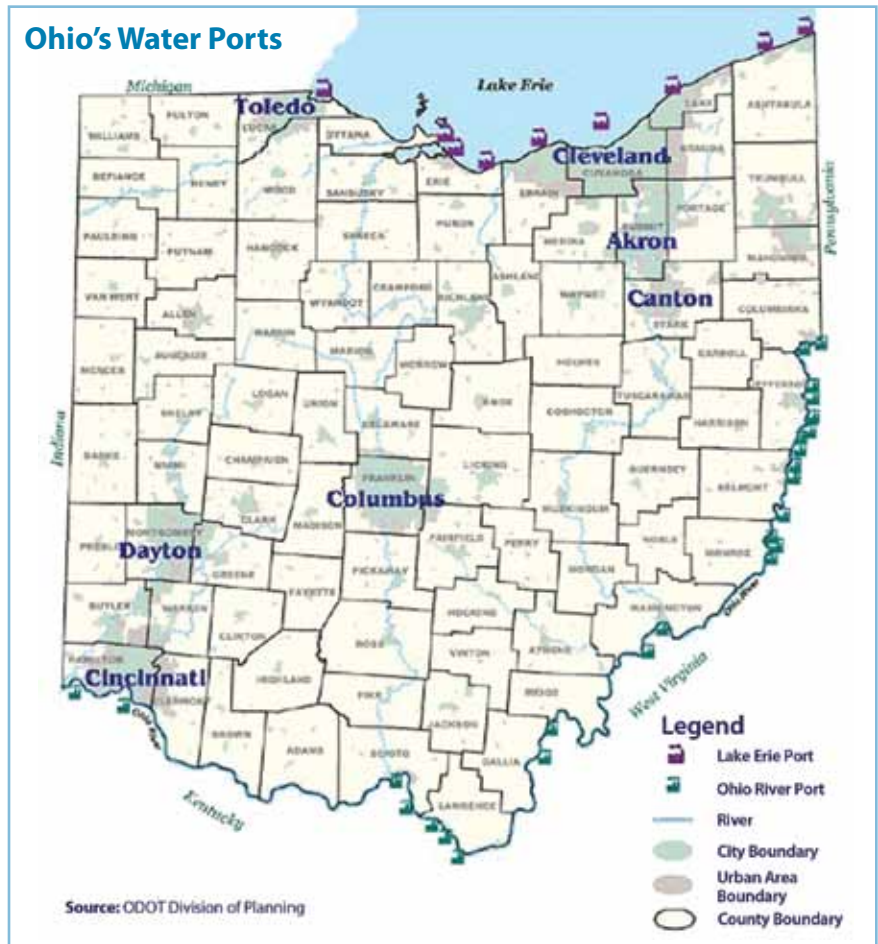 Ohio's Water Ports
Michigan
Lake Erie
Toledo
FULTON
LUCAS
WILLIAMS
OTTAWA
LAKE
ASHTABULA
Cleveland
CUYAHOGA
GEAUGA
DEFIANCE
HENRY
WOOD
SANDUSKY
ERIE
LORAIN
TRUMBULL
Pennsylvania
PAULDING
PUTNAM
HANCOCK
SENECA
HURON
MEDINA
SUMMIT
PORTAGE
Akron
MAHONING
VAN WERT
ALLEN
WYANDOT
CRAWFORD
RICHLAND
ASHLAND
WAYNE
Canton
STARK
COLUMBIANA
HARDIN
MERCER
AUGLAIZE
MARION
MORROW
HOLMES
CARROLL
JEFFERSON
LOGAN
UNION
KNOX
TUSCARAWAS
COSHOCTON
HARRISON
SHELBY
DELAWARE
Indiana
DARKE
MIAMI
CHAMPAIGN
LICKING
GUERNSEY
BELMONT
FRANKLIN
Columbus
CLARK
MADISON
MUSKINGUM
MONTGOMERY
PREBLE
Dayton
GREENE
FAIRFIELD
PERRY
NOBLE
MONROE
PICKAWAY
MORGAN
FAYETTE
BUTLER
WARREN
CLINTON
HOCKING
WASHINGTON
Ohio River
ROSS
VINTON
ATHENS
HAMILTON
Cincinnati
CLERMONT
HIGHLAND
PIKE
MEIGS
West Virginia
Ohio River
BROWN
ADAMS
SCIOTO
JACKSON
GALLIA
LAWRENCE
Kentucky
Legend
Lake Erie Port
Ohio River Port
River
City Boundary
Urban Area
Boundary
County Boundary
Source: ODOT Division of Planning